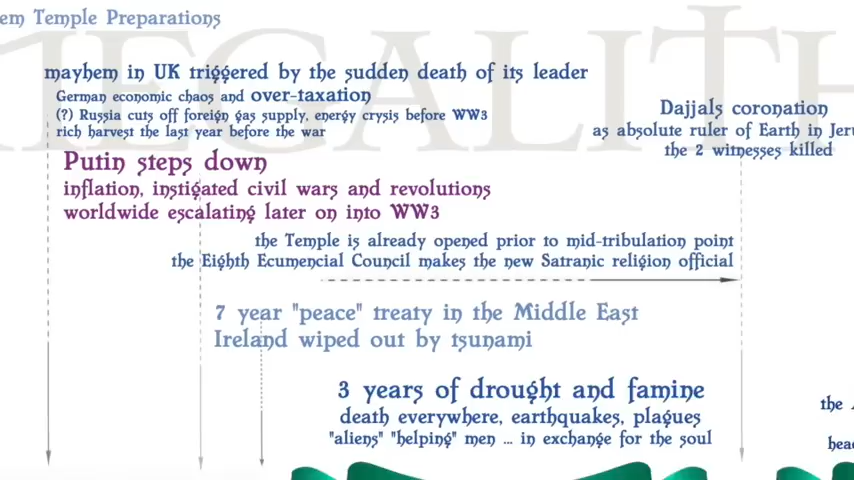 em Temple Preparations
MEGALITH
mayhem in UK triggered by the sudden death of its leader
German economic chaos and over-taxation
(?) Russia cuts off foreign gas supply, energy crysis before WW3
rich harvest the last year before the war
Dajjals coronation
as absolute ruler of Earth in Jeru
the 2 witnesses killed
Putin steps down
inflation, instigated civil wars and revolutions
worldwide escalating later on into WW3
the Temple is already opened prior to mid-tribulation point
the Eighth Ecumencial Council makes the new Satranic religion official
7 year "peace" treaty in the Middle East
Ireland wiped out by tsunami
3 years of drought and famine
death everywhere, earthquakes, plagues
"aliens" "helping" men ... in exchange for the soul
the
head